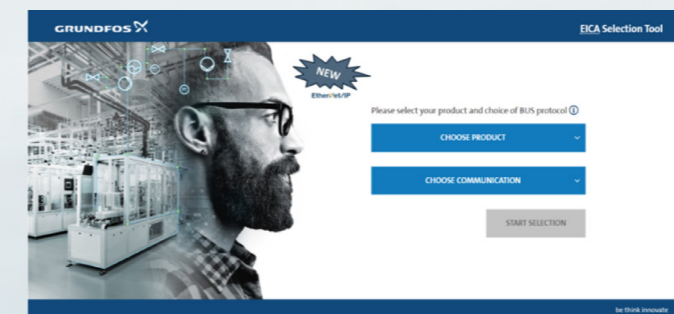 GRUNDFOS
EICA Selection Tool
NEW
EtherNet/IP
Please select your product and choice of BUS protocol
CHOOSE PRODUCT
CHOOSE COMMUNICATION
START SELECTION
be think innovate